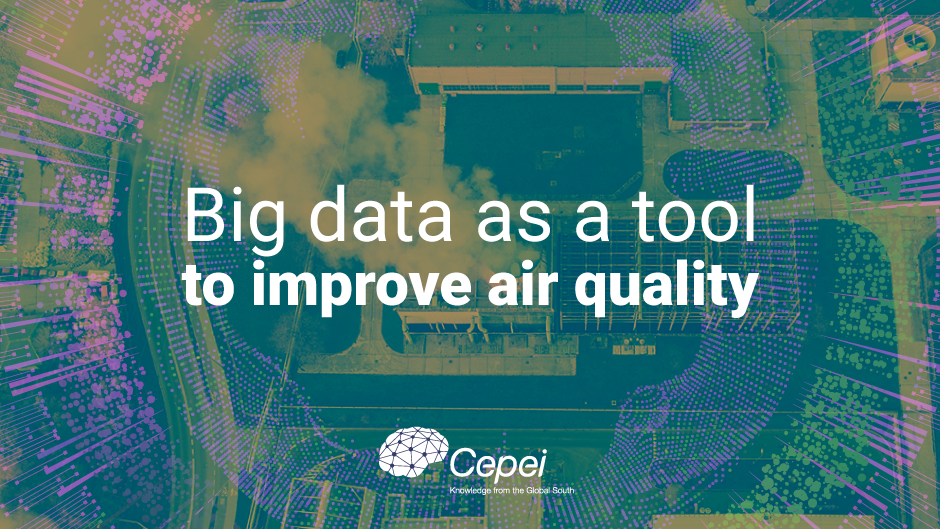 Big data as a tool
to improve air quality
Cepei
Knowledge from the Global South